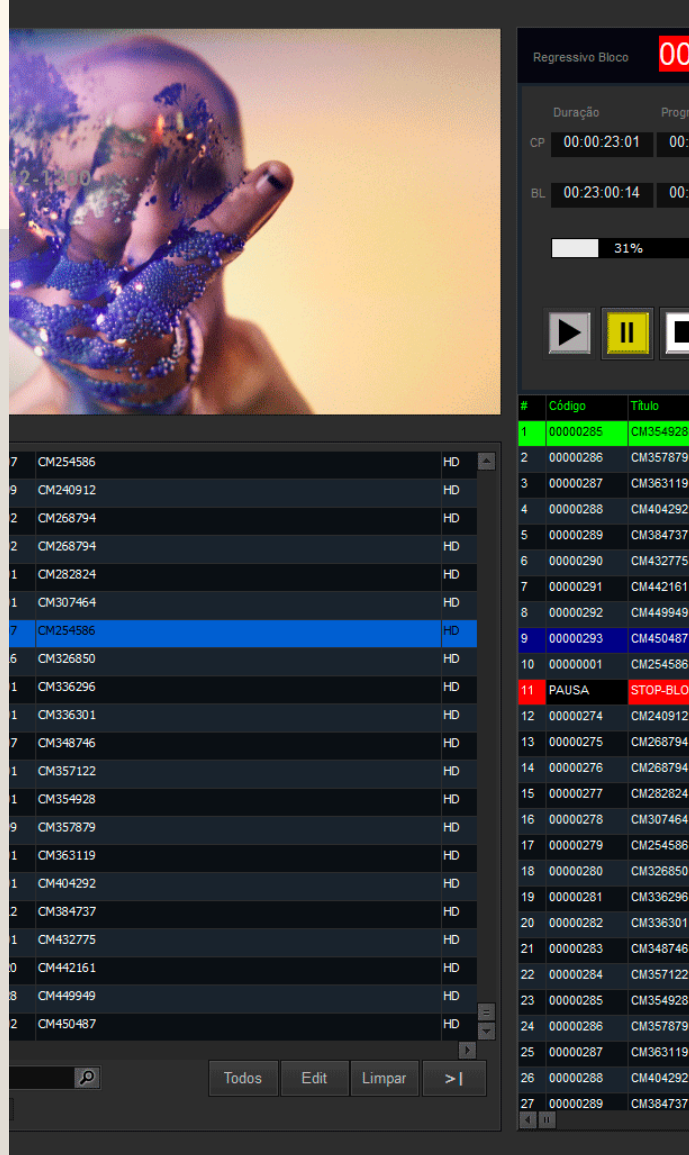 Regressivo Bloco 00
Duração Progr
CP 00:00:23:01 00:
BL 00:23:00:14 00:
31%
# Código Título
1 00000285 CM354928
2 00000286 CM357879
3 00000287 CM363119
4 00000288 CM404292
5 00000289 CM384737
6 00000290 CM432775
7 00000291 CM442161
8 00000292 CM449949
9 00000293 CM450487
10 00000001 CM254586
11 PAUSA STOP-BLO
12 00000274 CM240912
13 00000275 CM268794
14 00000276 CM268794
15 00000277 CM282824
16 00000278 CM307464
17 00000279 CM254586
18 00000280 CM326850
19 00000281 CM336296
20 00000282 CM336301
21 00000283 CM348746
22 00000284 CM357122
23 00000285 CM354928
24 00000286 CM357879
25 00000287 CM363119
26 00000288 CM404292
27 00000289 CM384737
7 CM254586 HD
9 CM240912 HD
2 CM268794 HD
2 CM268794 HD
1 CM282824 HD
1 CM307464 HD
7 CM254586 HD
6 CM326850 HD
1 CM336296 HD
1 CM336301 HD
7 CM348746 HD
1 CM357122 HD
1 CM354928 HD
9 CM357879 HD
1 CM363119 HD
1 CM404292 HD
2 CM384737 HD
1 CM432775 HD
0 CM442161 HD
8 CM449949 HD
2 CM450487 HD
Todos Edit Limpar >|